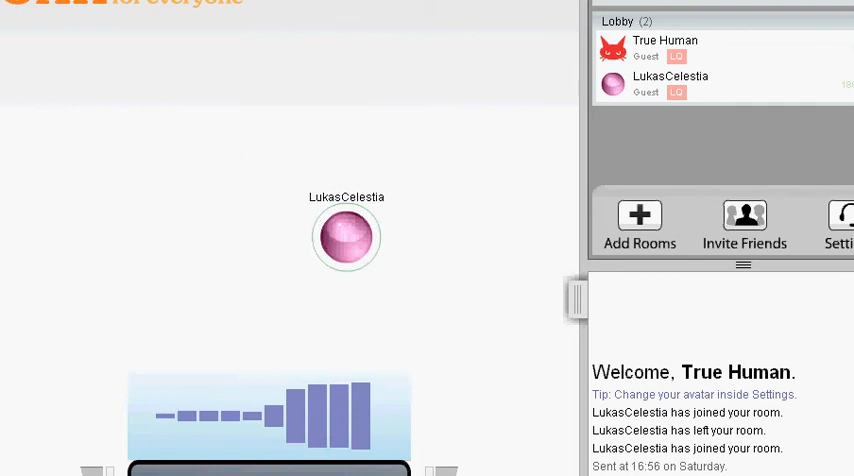 for everyone
Lobby (2)
True Human
Guest LQ
LukasCelestia
Guest LQ
LukasCelestia
Add Rooms
Invite Friends
Welcome, True Human.
Tip: Change your avatar inside Settings.
LukasCelestia has joined your room.
LukasCelestia has left your room.
LukasCelestia has joined your room.
Sent at 16:56 on Saturday.